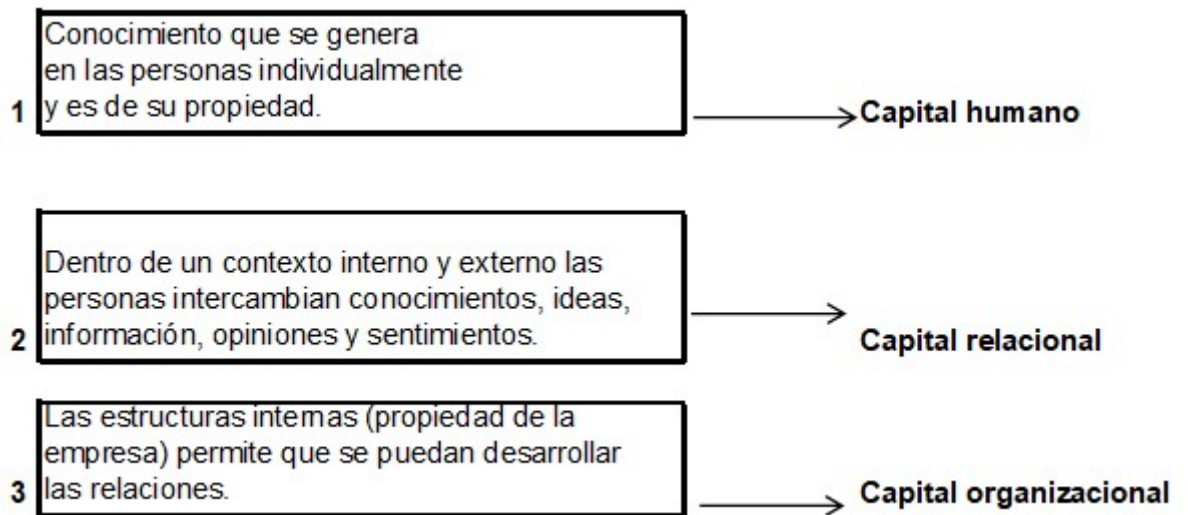 Conocimiento que se genera
en las personas individualmente
1 y es de su propiedad.
Capital humano
Dentro de un contexto interno y externo las
personas intercambian conocimientos, ideas,
2 información, opiniones y sentimientos.
Capital relacional
Las estructuras internas (propiedad de la
empresa) permite que se puedan desarrollar
3 las relaciones.
Capital organizacional